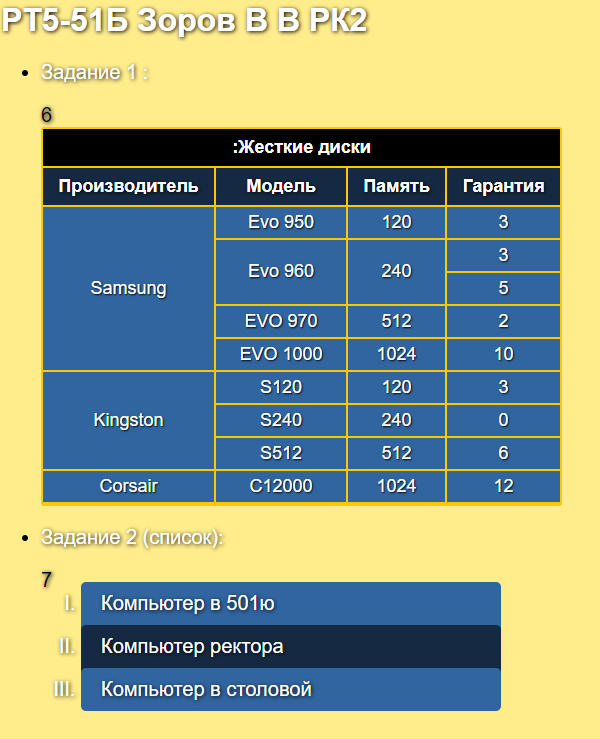 РТ5-51Б Зоров В В РК2
Задание 1 :
6
:Жесткие диски
Производитель Модель Память Гарантия
Samsung Evo 950 120 3
Evo 960 240 3
5
EVO 970 512 2
EVO 1000 1024 10
Kingston S120 120 3
S240 240 0
S512 512 6
Corsair C12000 1024 12
Задание 2 (список):
7
I. Компьютер в 501ю
II. Компьютер ректора
III. Компьютер в столовой